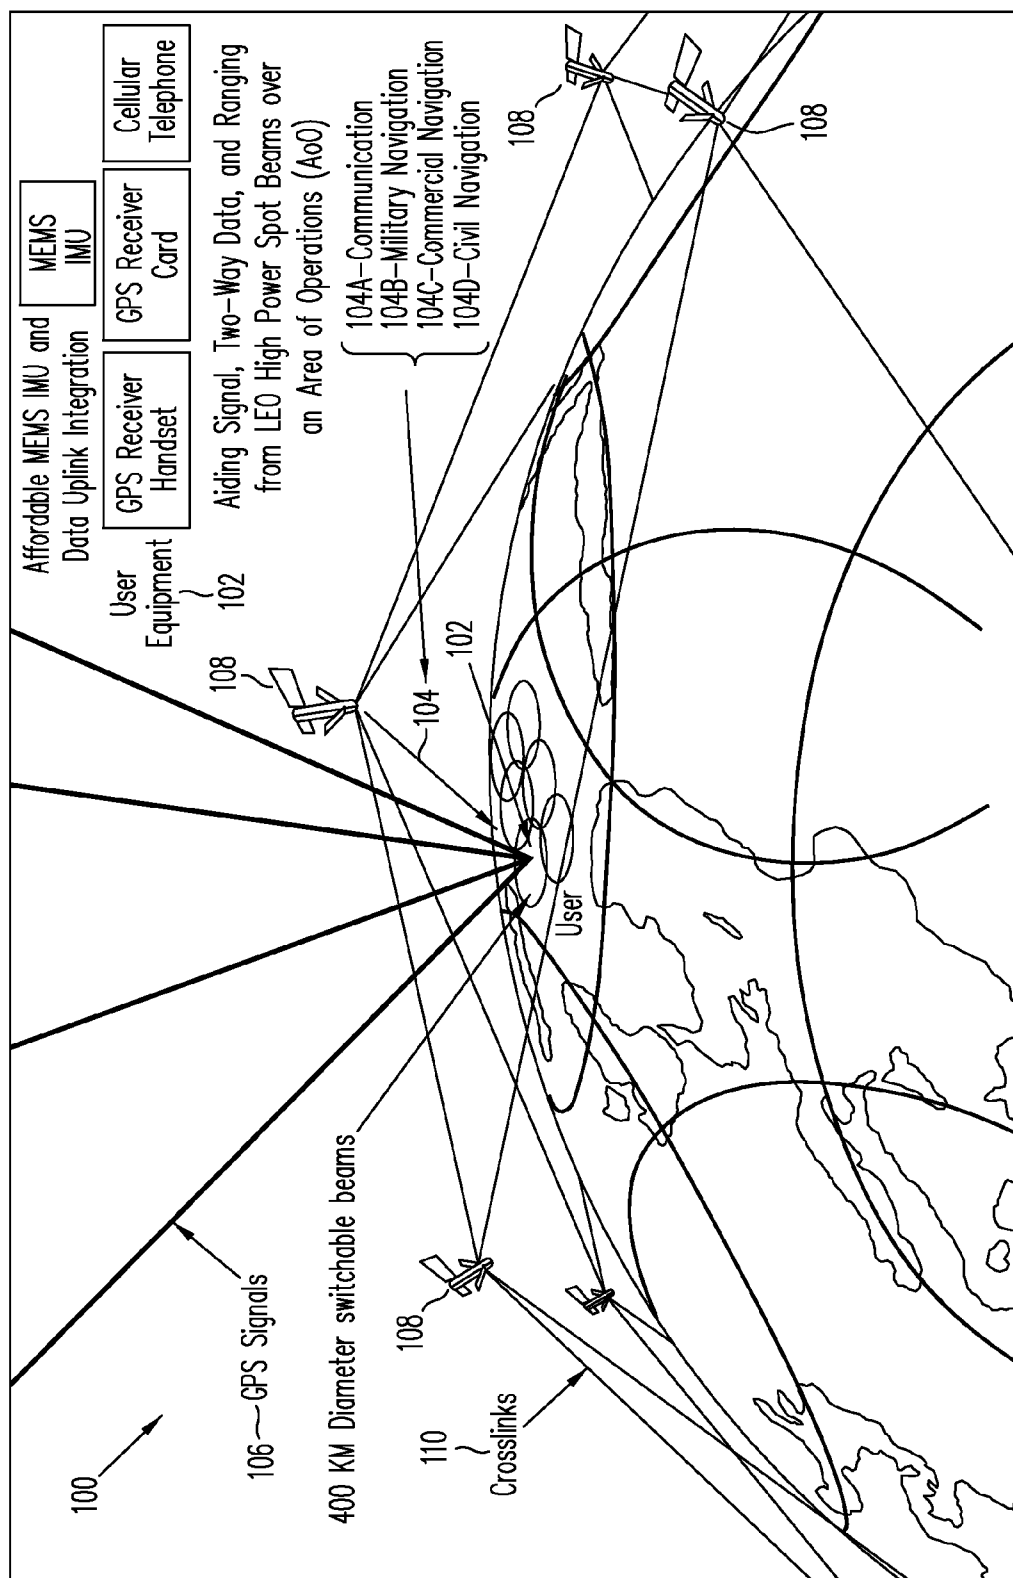 100
106
GPS Signals
400 KM Diameter switchable beams
108
110
Crosslinks
Affordable MEMS IMU and
Data Uplink Integration
MEMS
IMU
User
Equipment
102
GPS Receiver
Handset
GPS Receiver
Card
Cellular
Telephone
Aiding Signal, Two-Way Data, and Ranging
from LEO High Power Spot Beams over
an Area of Operations (AoO)
104A-Communication
104B-Military Navigation
104C-Commercial Navigation
104D-Civil Navigation
108
104
102
User
108
108